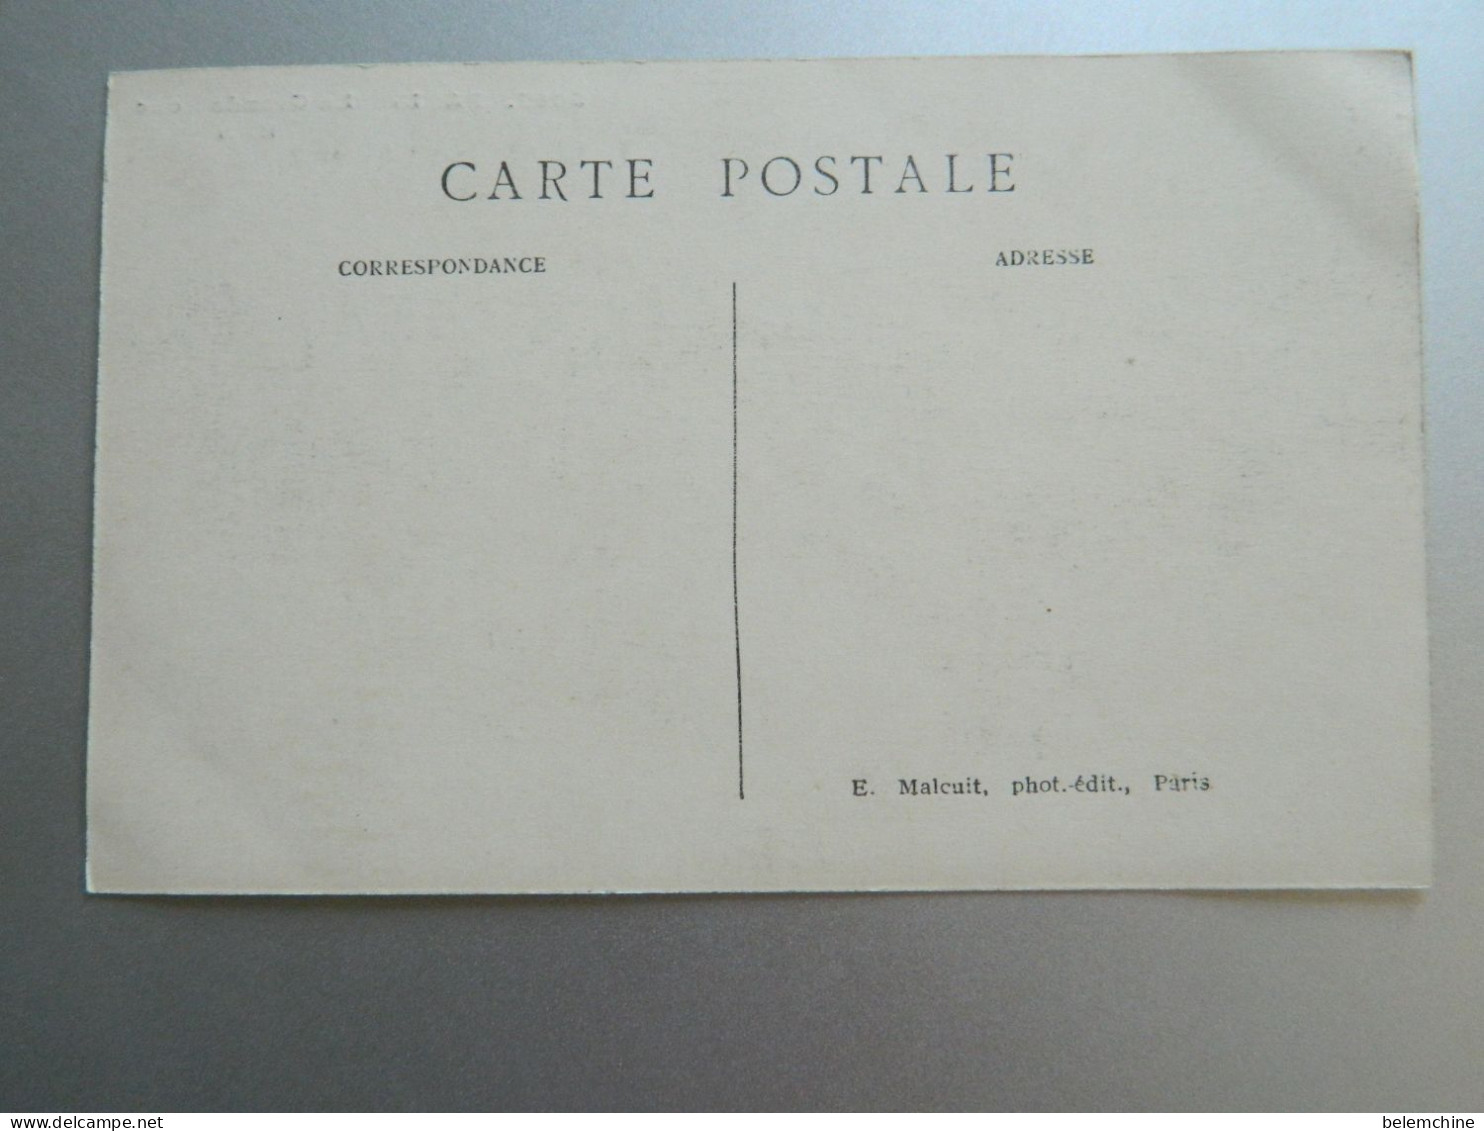 CARTE POSTALE
CORRESPONDANCE
ADRESSE
E. Malcuit, phot.-édit., Paris
www.delcampe.net
belemchine